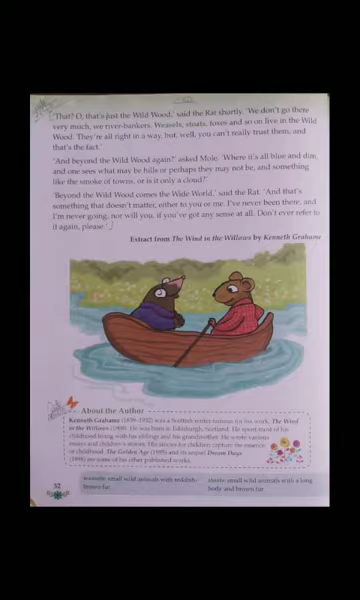 'That? O, that's just the Wild Wood,' said the Rat shortly. 'We don't go there
very much, we river-bankers. Weasels, stoats, foxes and so on live in the Wild
Wood. They're all right in a way, but, well, you can't really trust them, and
that's the fact.'
'And beyond the Wild Wood again?' asked Mole. 'Where it's all blue and dim,
and one sees what may be hills or perhaps they may not be, and something
like the smoke of towns, or is it only a cloud?'
'Beyond the Wild Wood comes the Wide World,' said the Rat. 'And that's
something that doesn't matter, either to you or me. I've never been there, and
I'm never going, nor will you, if you've got any sense at all. Don't ever refer to
it again, please.'
Extract from The Wind in the Willows by Kenneth Grahame
About the Author
Kenneth Grahame (1859–1932) was a Scottish writer famous for his work, The Wind
in the Willows (1908). He was born in Edinburgh, Scotland. He spent most of his
childhood living with his siblings and his grandmother. He wrote various
essays and children's stories. His stories for children capture the essence
of childhood. The Golden Age (1895) and its sequel Dream Days
(1898) are some of his other published works.
32
weasels: small wild animals with reddish-
brown fur
stoats: small wild animals with a long
body and brown fur